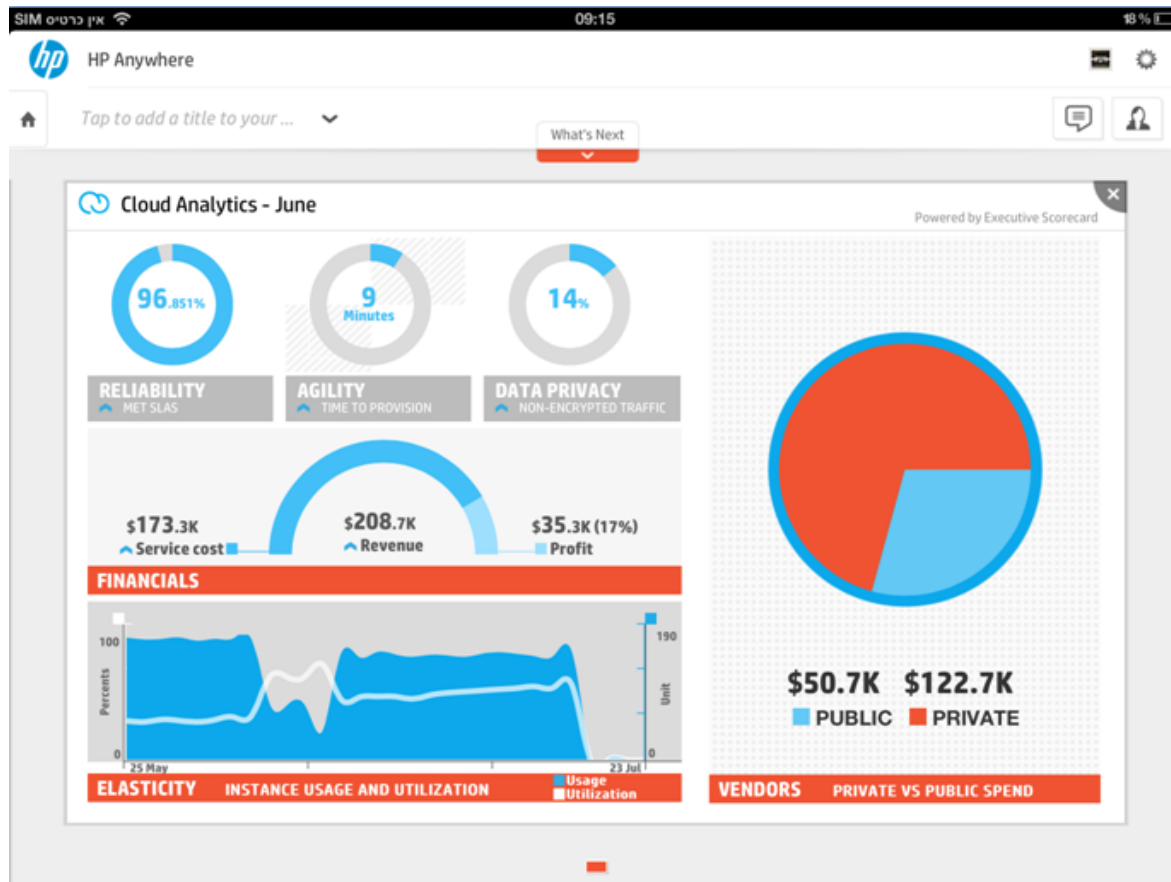 SIM אין כרטיס
09:15
18 %
hp
HP Anywhere
Tap to add a title to your ...
What's Next
Cloud Analytics - June
Powered by Executive Scorecard
96.851%
9
Minutes
14%
RELIABILITY
MET SLAS
AGILITY
TIME TO PROVISION
DATA PRIVACY
NON-ENCRYPTED TRAFFIC
$173.3K
Service cost
$208.7K
Revenue
$35.3K (17%)
Profit
FINANCIALS
100
Percents
0
190
Unit
0
25 May
23 Jul
ELASTICITY INSTANCE USAGE AND UTILIZATION
Usage
Utilization
$50.7K $122.7K
PUBLIC PRIVATE
VENDORS PRIVATE VS PUBLIC SPEND